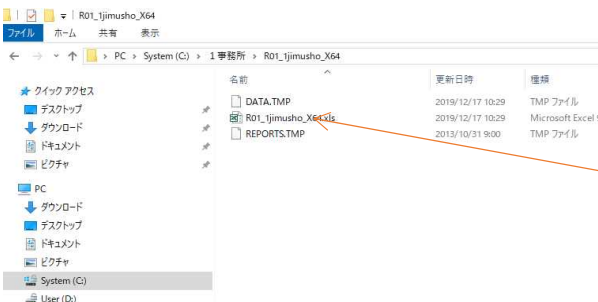 R01_1jimusho_X64
ファイル ホーム 共有 表示
PC > System (C:) > 1事務所 > R01_1jimusho_X64
名前 更新日時 種類
クイック アクセス
デスクトップ
ダウンロード
ドキュメント
ピクチャ
PC
ダウンロード
デスクトップ
ドキュメント
ピクチャ
System (C:)
User (D:)
DATA.TMP 2019/12/17 10:29 TMP ファイル
R01_1jimusho_X64.xls 2019/12/17 10:29 Microsoft Excel 9
REPORTS.TMP 2013/10/31 9:00 TMP ファイル